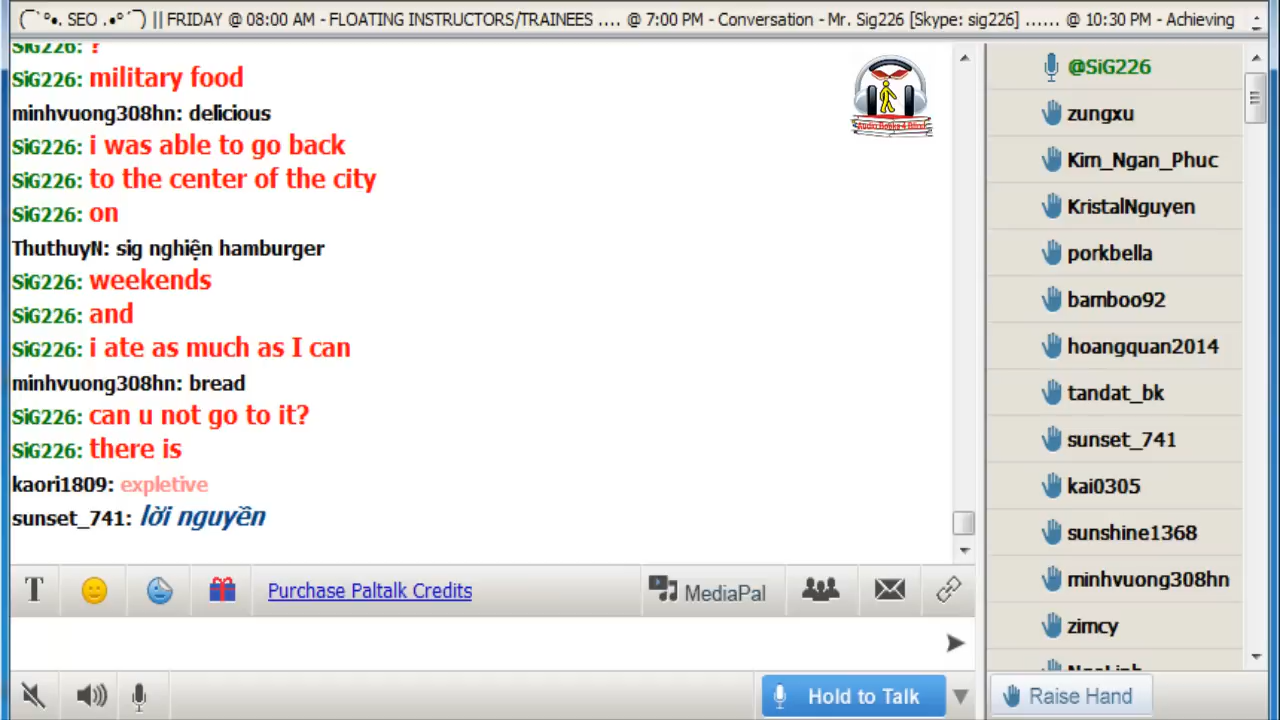 (¯`°•. SEO .•°´¯) || FRIDAY @ 08:00 AM - FLOATING INSTRUCTORS/TRAINEES .... @ 7:00 PM - Conversation - Mr. Sig226 [Skype: sig226] ...... @ 10:30 PM - Achieving
SiG226: ?
SiG226: military food
minhvuong308hn: delicious
SiG226: i was able to go back
SiG226: to the center of the city
SiG226: on
ThuthuyN: sig nghiện hamburger
SiG226: weekends
SiG226: and
SiG226: i ate as much as I can
minhvuong308hn: bread
SiG226: can u not go to it?
SiG226: there is
kaori1809: expletive
sunset_741: lời nguyền
@SiG226
zungxu
Kim_Ngan_Phuc
KristalNguyen
porkbella
bamboo92
hoangquan2014
tandat_bk
sunset_741
kai0305
sunshine1368
minhvuong308hn
zimcy
T
Purchase Paltalk Credits
MediaPal
Hold to Talk
Raise Hand